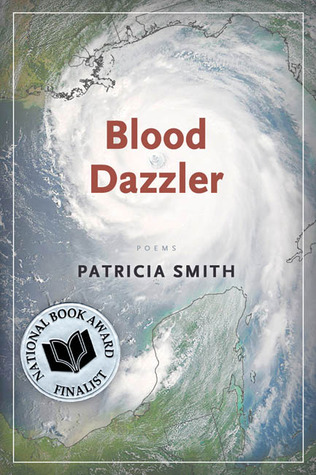 Blood
Dazzler
POEMS
PATRICIA SMITH
NATIONAL BOOK AWARD
FINALIST